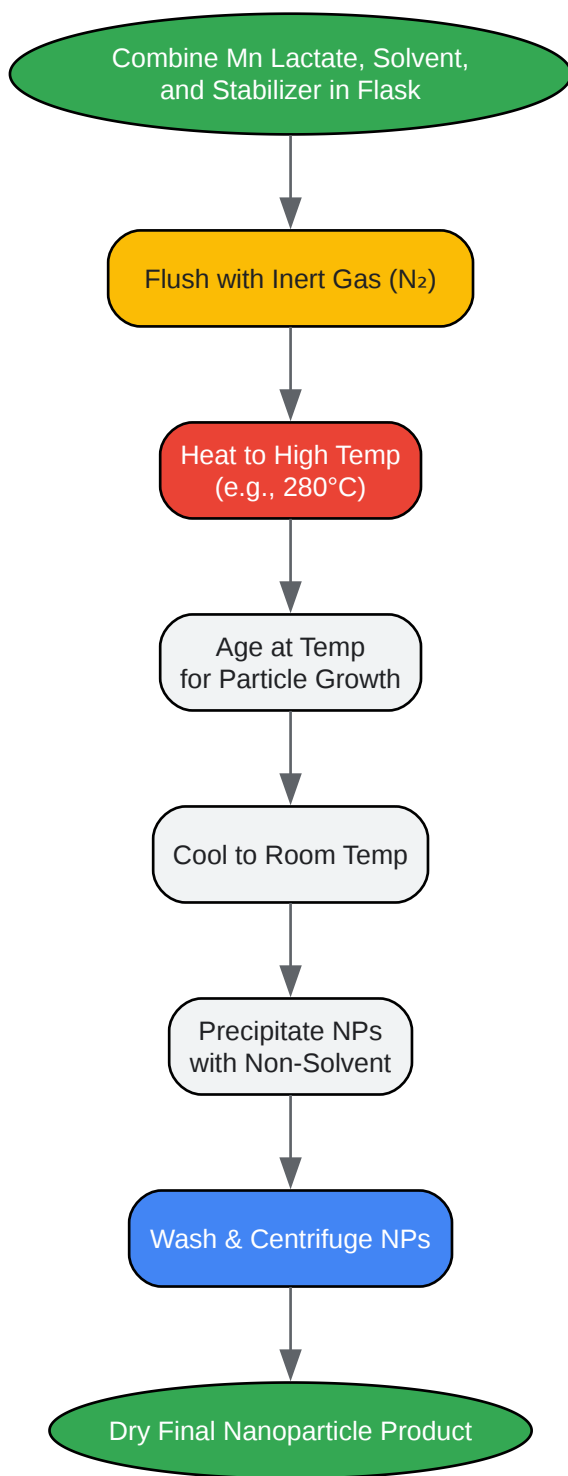 Combine Mn Lactate, Solvent,
and Stabilizer in Flask
Flush with Inert Gas (N₂)
Heat to High Temp
(e.g., 280°C)
Age at Temp
for Particle Growth
Cool to Room Temp
Precipitate NPs
with Non-Solvent
Wash & Centrifuge NPs
Dry Final Nanoparticle Product